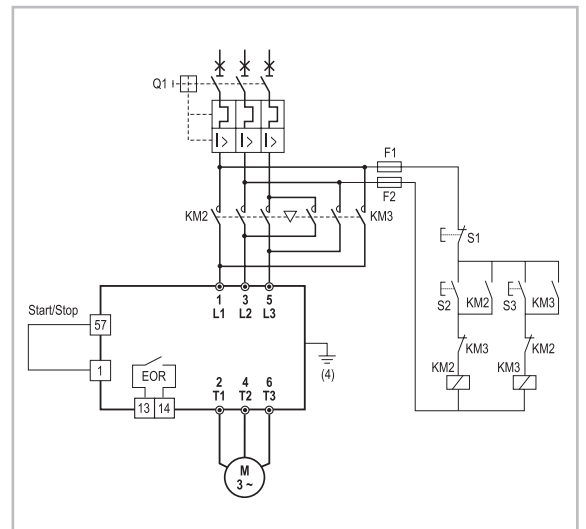 Q1
I> I> I>
F1
F2
KM2 KM3
S1
1 3 5
L1 L2 L3
Start/Stop
57
S2 KM2 S3 KM3
1
EOR
(4)
KM3 KM2
2 4 6
T1 T2 T3
KM2 KM3
13 14
M
3 ~